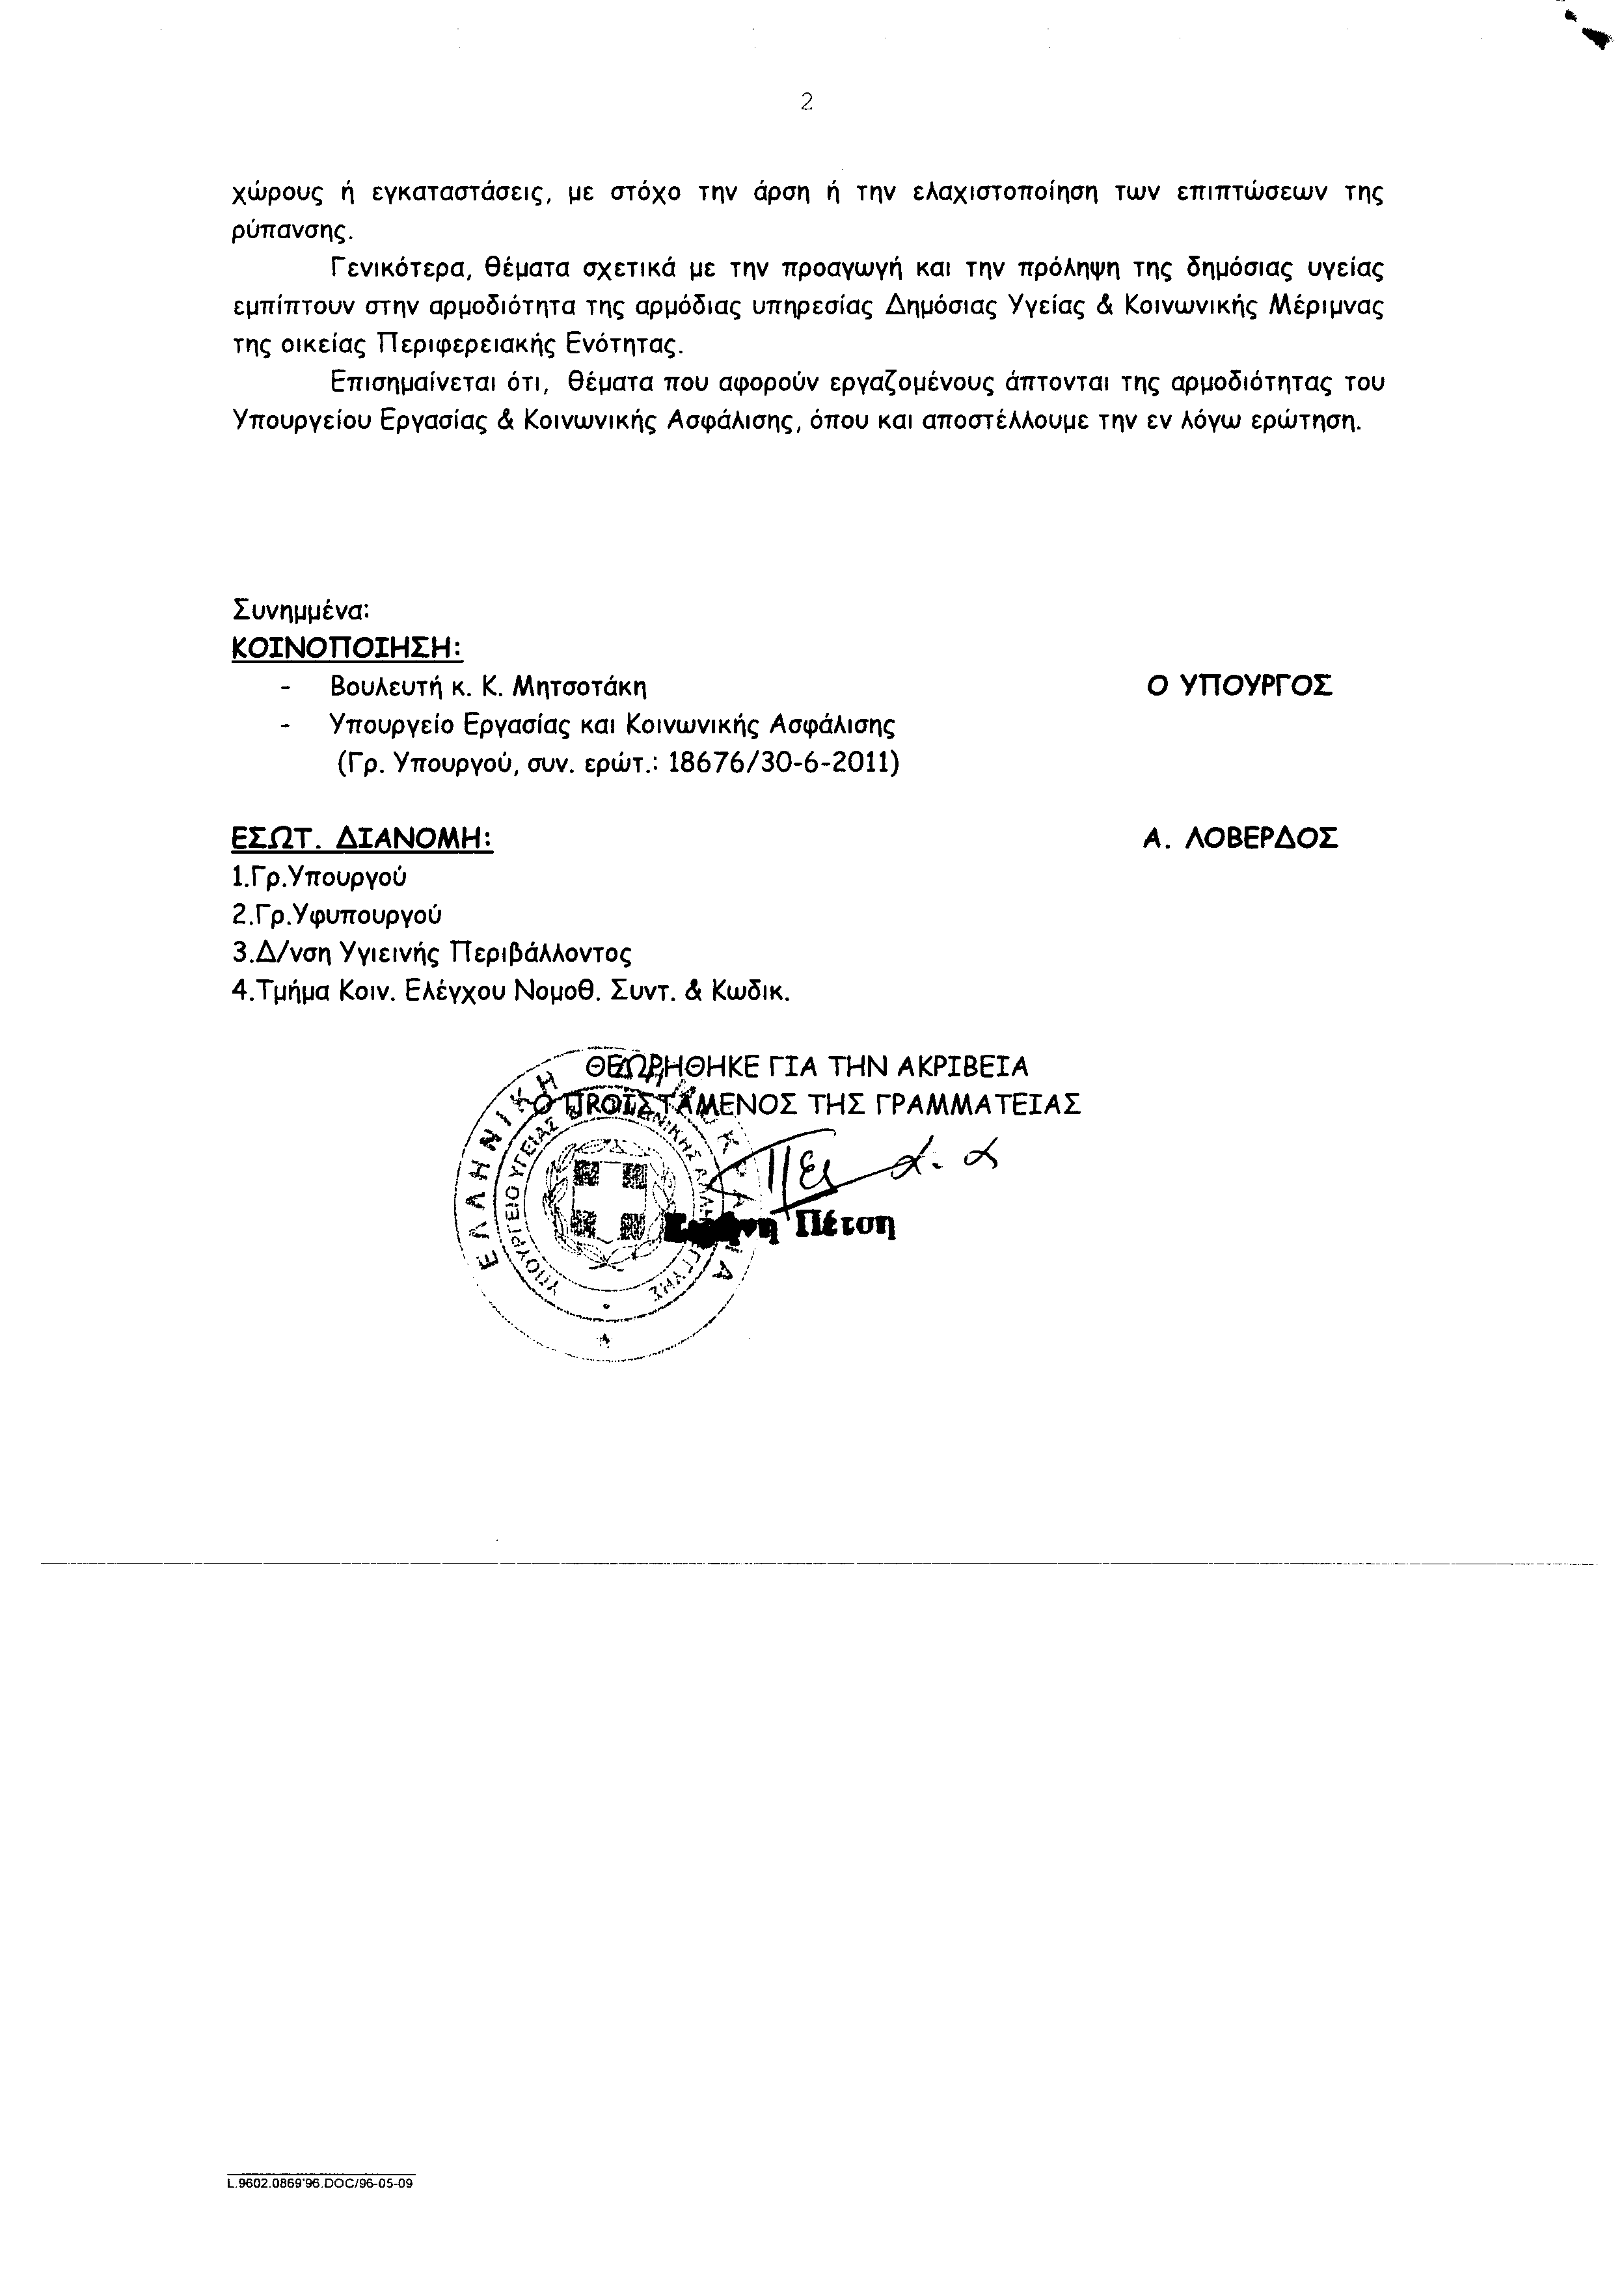 2
χώρους ή εγκαταστάσεις, με στόχο την άρση ή την ελαχιστοποίηση των επιπτώσεων της
ρύπανσης.
Γενικότερα, θέματα σχετικά με την προαγωγή και την πρόληψη της δημόσιας υγείας
εμπίπτουν στην αρμοδιότητα της αρμόδιας υπηρεσίας Δημόσιας Υγείας & Κοινωνικής Μέριμνας
της οικείας Περιφερειακής Ενότητας.
Επισημαίνεται ότι, θέματα που αφορούν εργαζομένους άπτονται της αρμοδιότητας του
Υπουργείου Εργασίας & Κοινωνικής Ασφάλισης, όπου και αποστέλλουμε την εν λόγω ερώτηση.
Συνημμένα:
ΚΟΙΝΟΠΟΙΗΣΗ:
- Βουλευτή κ. Κ. Μητσοτάκη
Ο ΥΠΟΥΡΓΟΣ
- Υπουργείο Εργασίας και Κοινωνικής Ασφάλισης
(Γρ. Υπουργού, συν. ερώτ.: 18676/30-6-2011)
ΕΣΩΤ. ΔΙΑΝΟΜΗ:
Α. ΛΟΒΕΡΔΟΣ
1.Γρ.Υπουργού
2.Γρ.Υφυπουργού
3.Δ/νση Υγιεινής Περιβάλλοντος
4.Τμήμα Κοιν. Ελέγχου Νομοθ. Συντ. & Κωδικ.
ΘΕΩΡΗΘΗΚΕ ΓΙΑ ΤΗΝ ΑΚΡΙΒΕΙΑ
Ο ΠRΟΪΣΤΑΜΕΝΟΣ ΤΗΣ ΓΡΑΜΜΑΤΕΙΑΣ
ΕΛΛΗΝΙΚΗ ΔΗΜΟΚΡΑΤΙΑ
ΥΠΟΥΡΓΕΙΟ ΥΓΕΙΑΣ
Πέτση
L.9602.0869'96.DOC/96-05-09